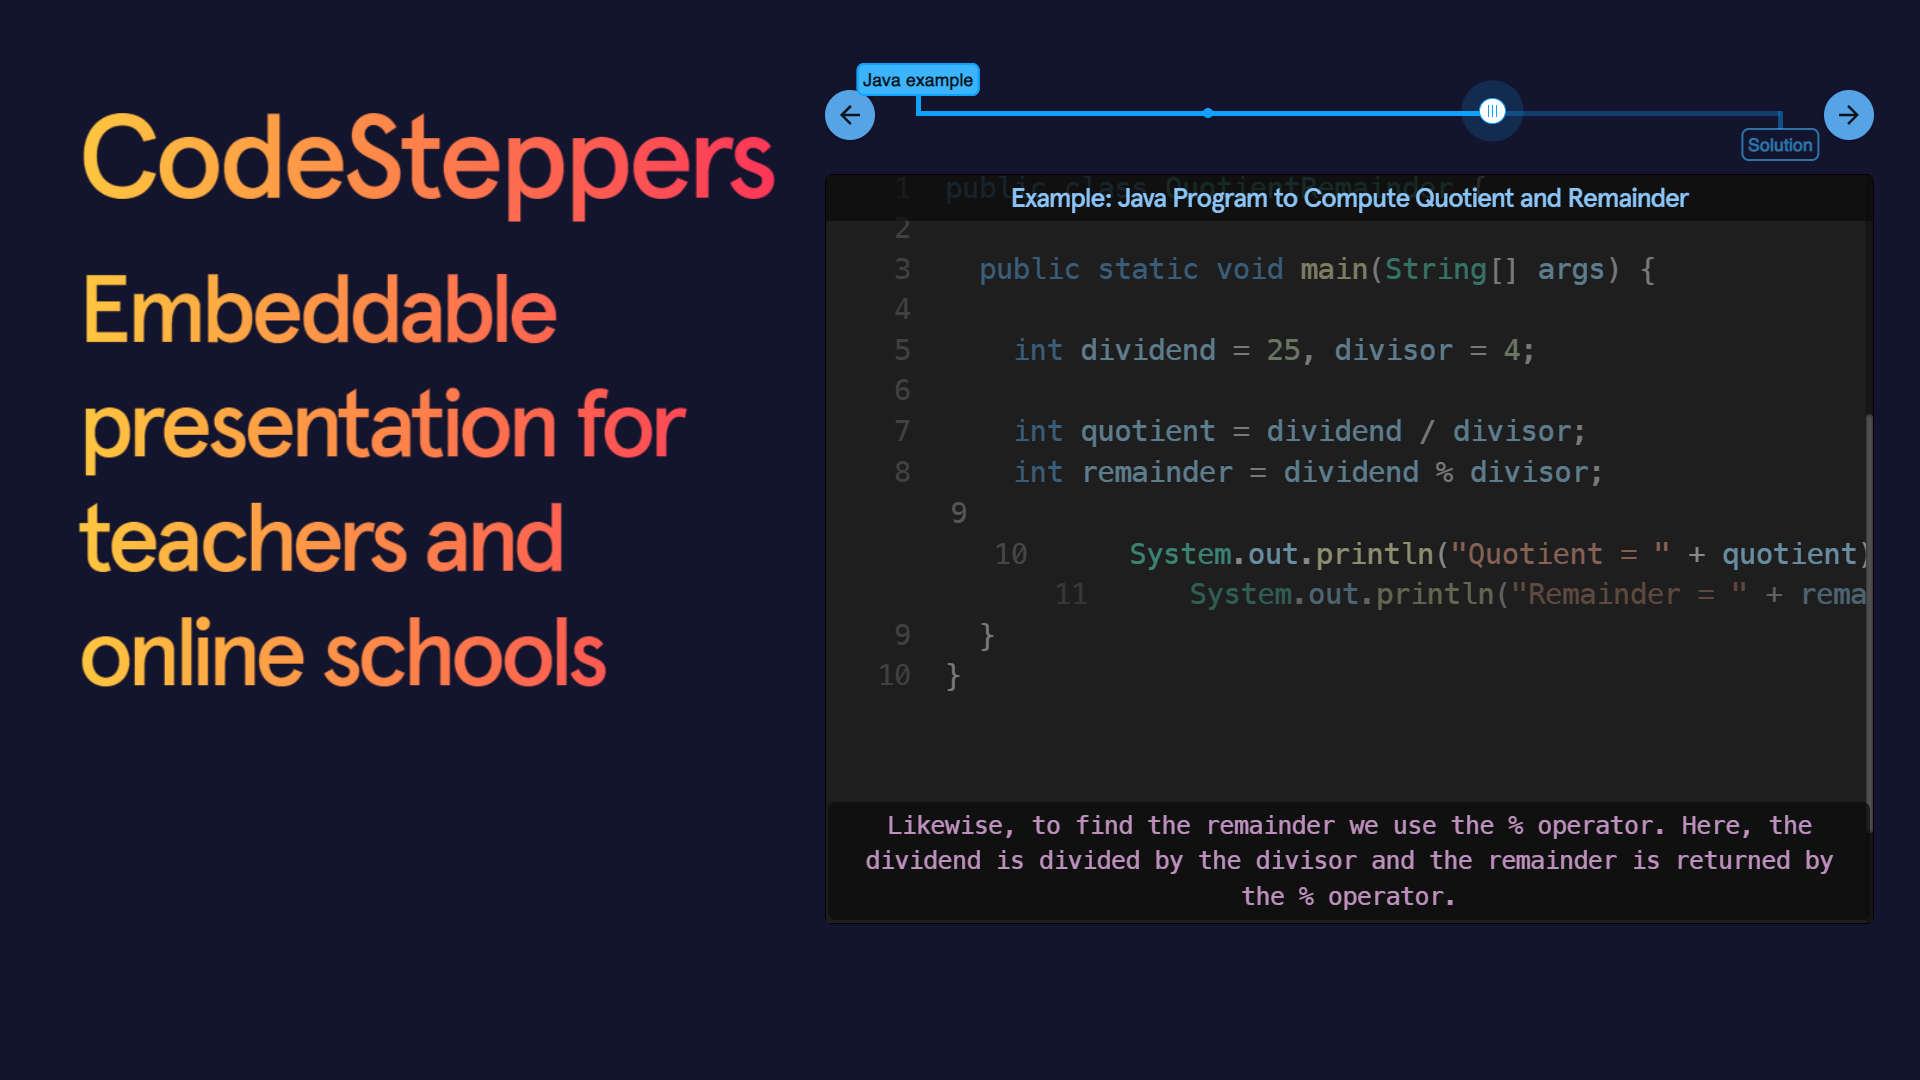 CodeSteppers
Embeddable
presentation for
teachers and
online schools
Java example
Solution
1 public class QuotientRemainder {
Example: Java Program to Compute Quotient and Remainder
2
3 public static void main(String[] args) {
4
5 int dividend = 25, divisor = 4;
6
7 int quotient = dividend / divisor;
8 int remainder = dividend % divisor;
9
10 System.out.println("Quotient = " + quotient)
11 System.out.println("Remainder = " + rema
9 }
10 }
Likewise, to find the remainder we use the % operator. Here, the
dividend is divided by the divisor and the remainder is returned by
the % operator.